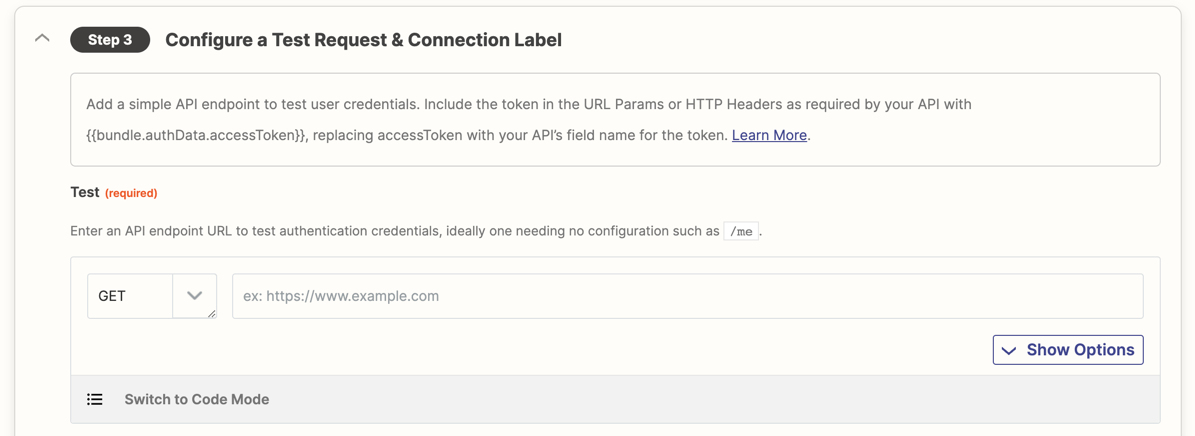 Step 3 Configure a Test Request & Connection Label
Add a simple API endpoint to test user credentials. Include the token in the URL Params or HTTP Headers as required by your API with
{{bundle.authData.accessToken}}, replacing accessToken with your API’s field name for the token. Learn More.
Test (required)
Enter an API endpoint URL to test authentication credentials, ideally one needing no configuration such as /me.
GET ex: https://www.example.com
Show Options
Switch to Code Mode